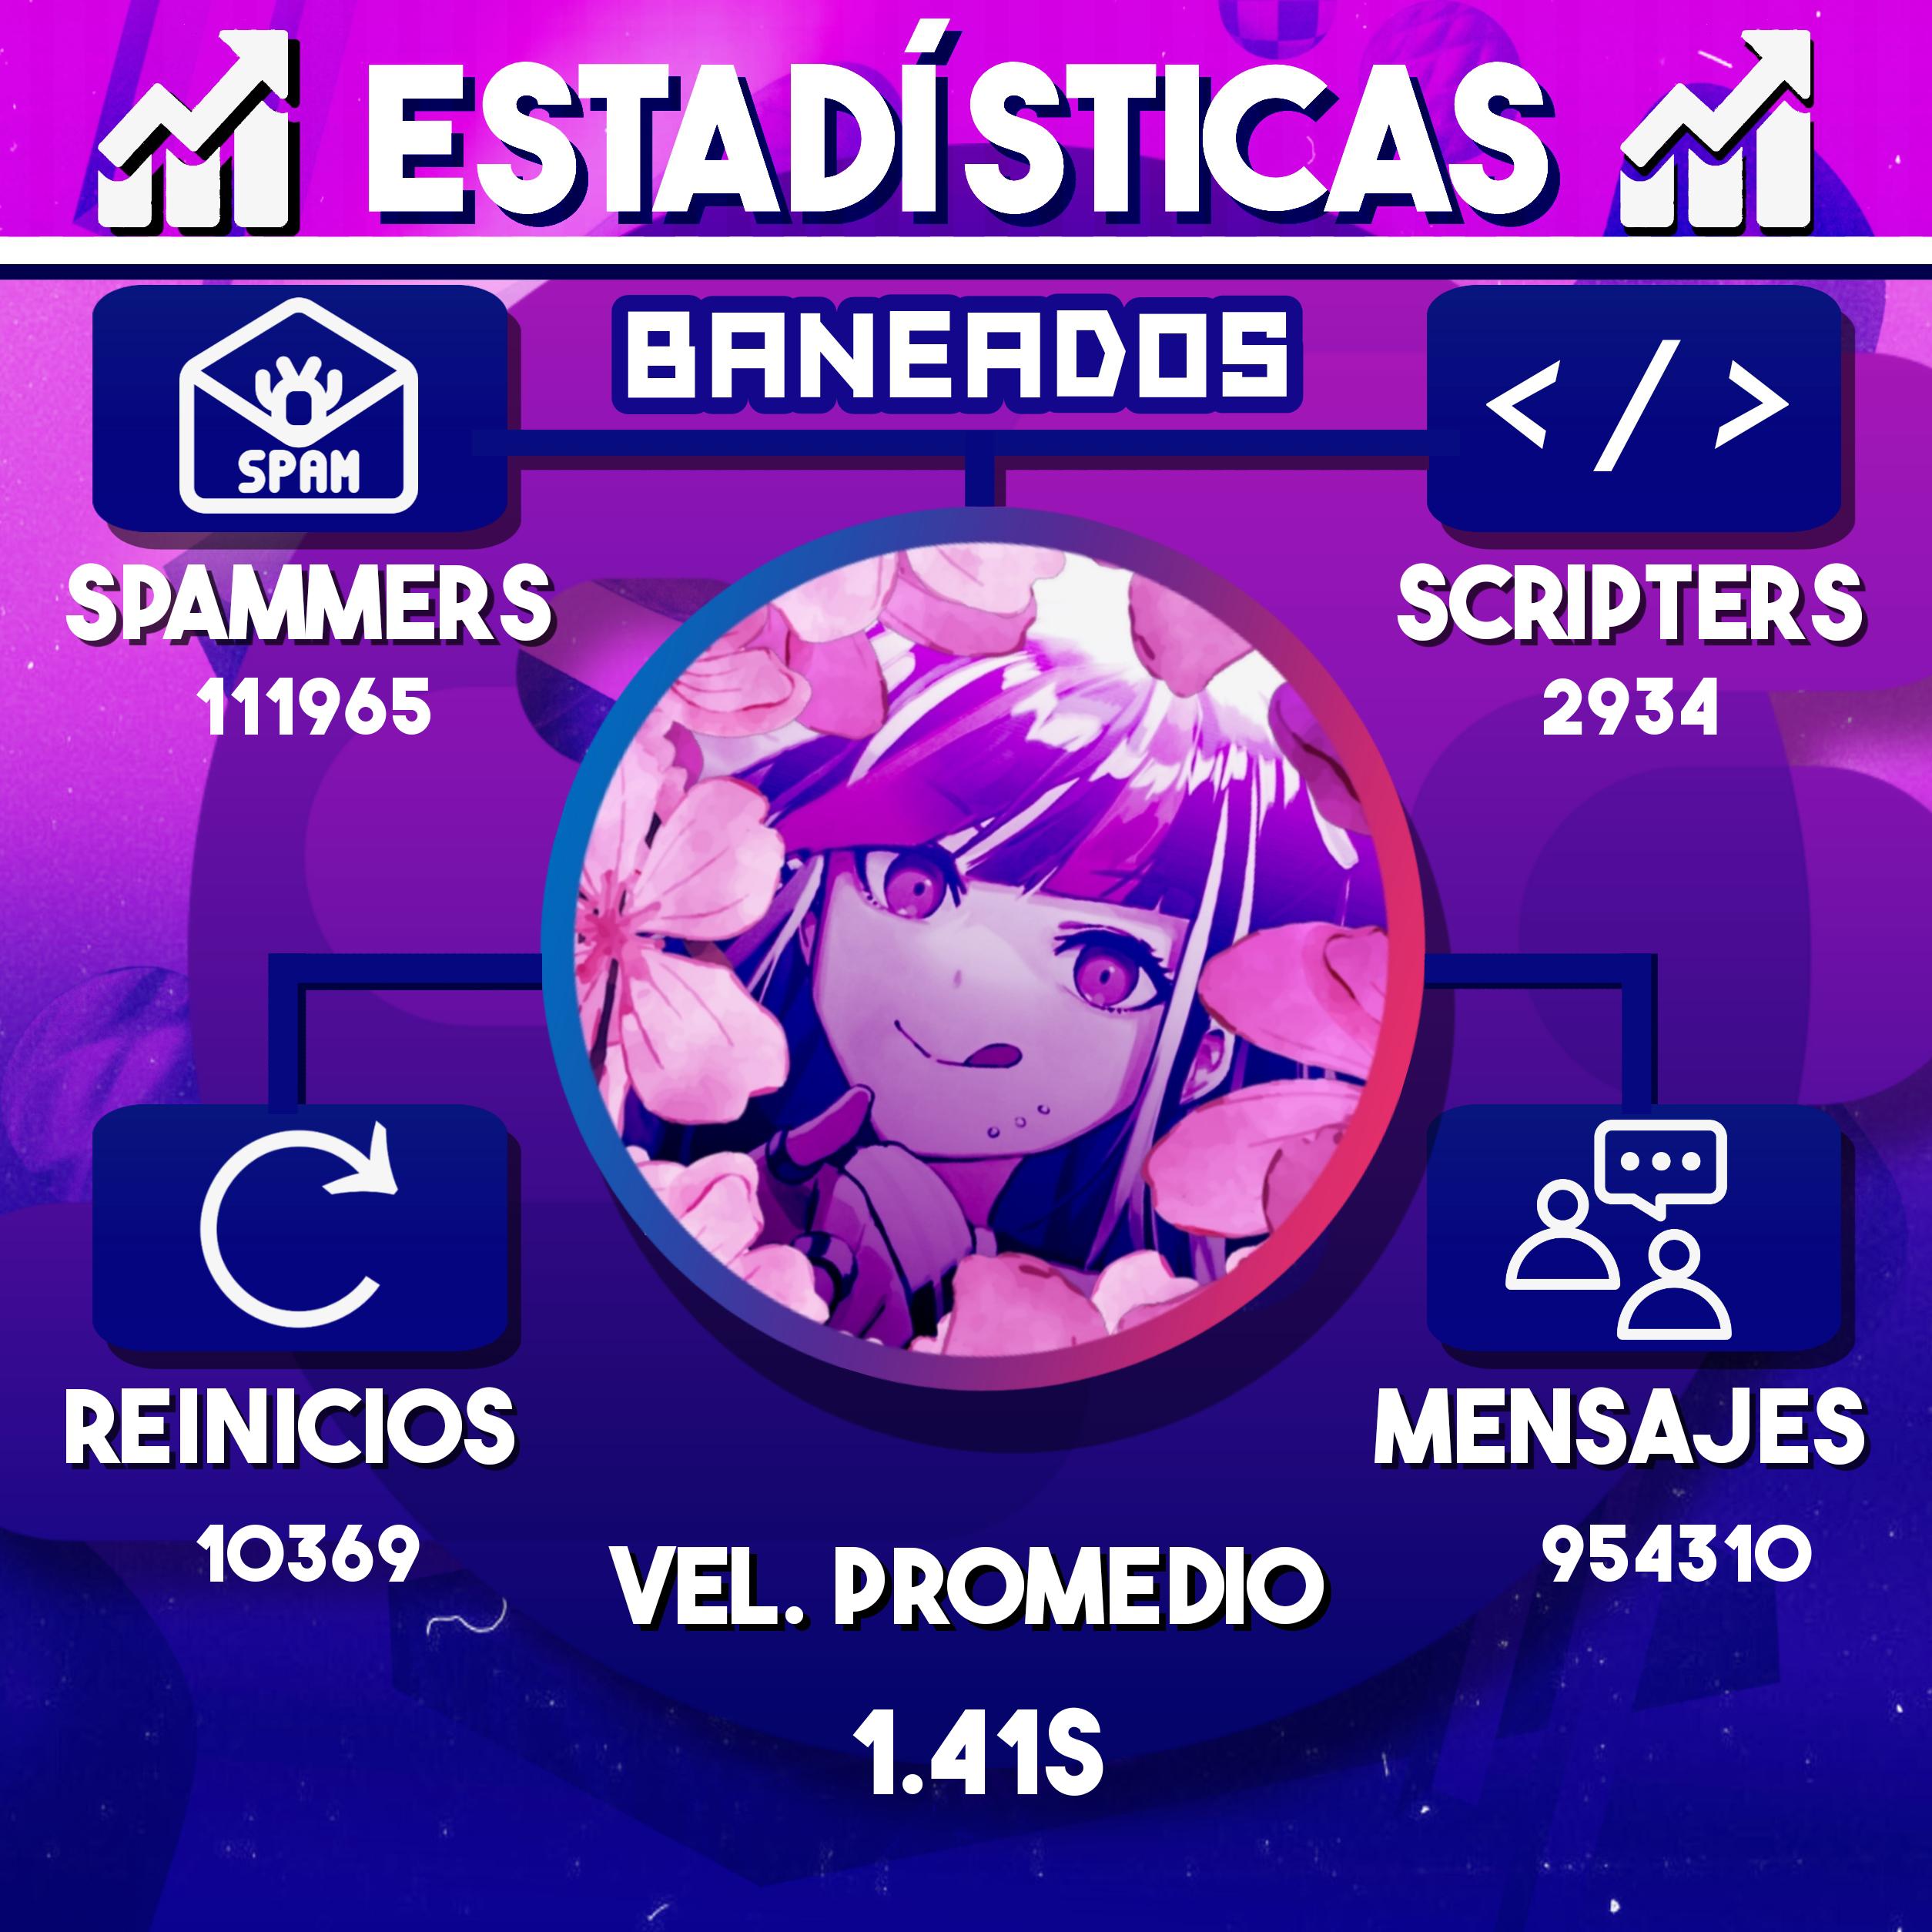 ESTADÍSTICAS
BANEADOS
SPAM
</>
SPAMMERS
SCRIPTERS
111965
2934
REINICIOS
MENSAJES
10369
954310
VEL. PROMEDIO
1.41S